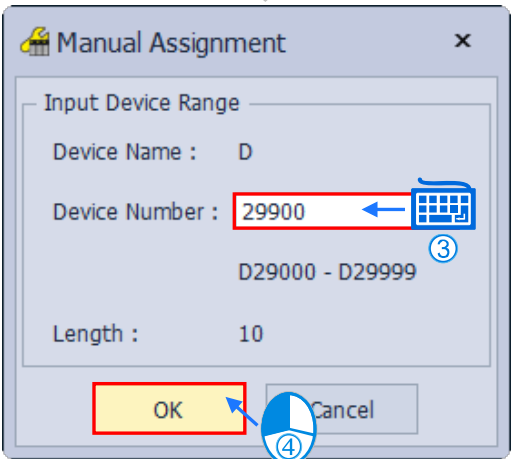 Manual Assignment
Input Device Range
Device Name : D
Device Number : 29900
③
D29000 - D29999
Length : 10
OK Cancel
④